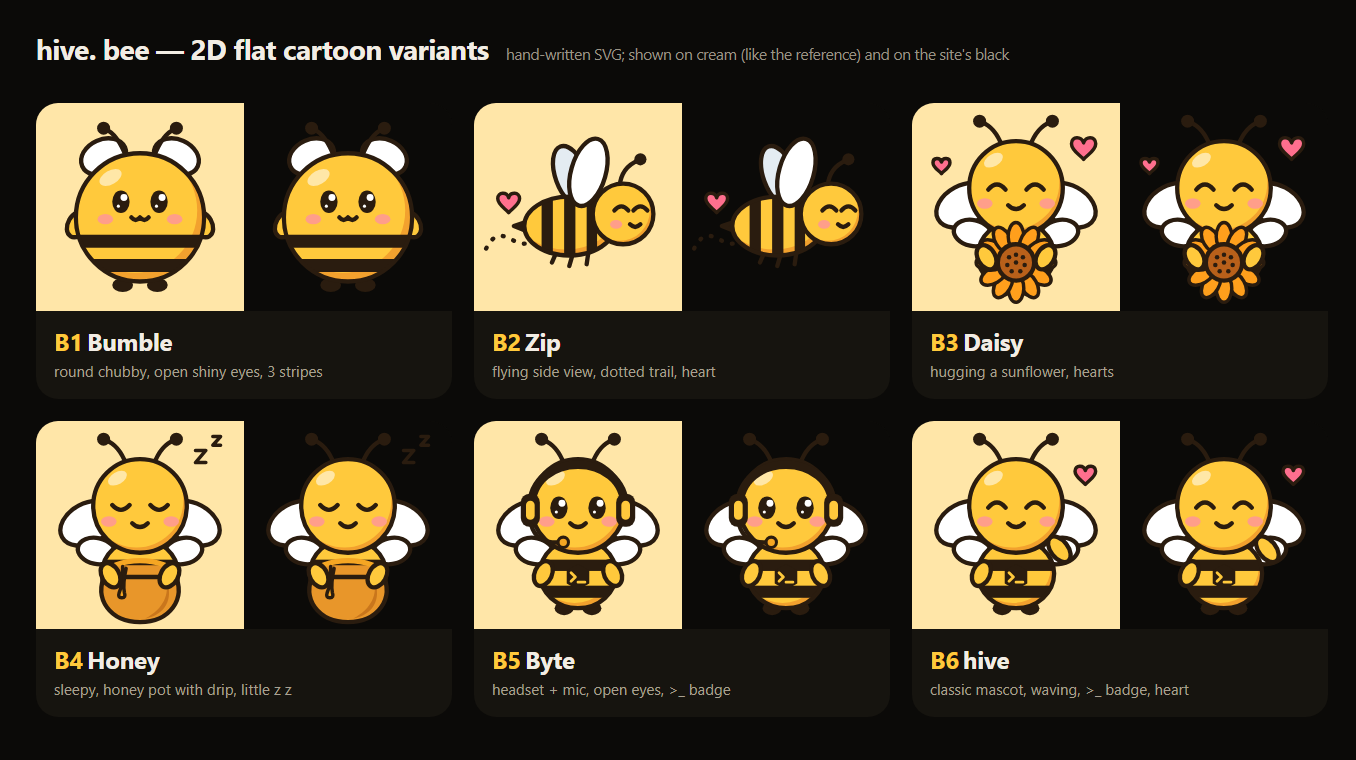 hive. bee — 2D flat cartoon variants hand-written SVG; shown on cream (like the reference) and on the site's black
B1 Bumble
round chubby, open shiny eyes, 3 stripes
B2 Zip
flying side view, dotted trail, heart
B3 Daisy
hugging a sunflower, hearts
z z
z z
>_
>_
>_
>_
B4 Honey
sleepy, honey pot with drip, little z z
B5 Byte
headset + mic, open eyes, >_ badge
B6 hive
classic mascot, waving, >_ badge, heart